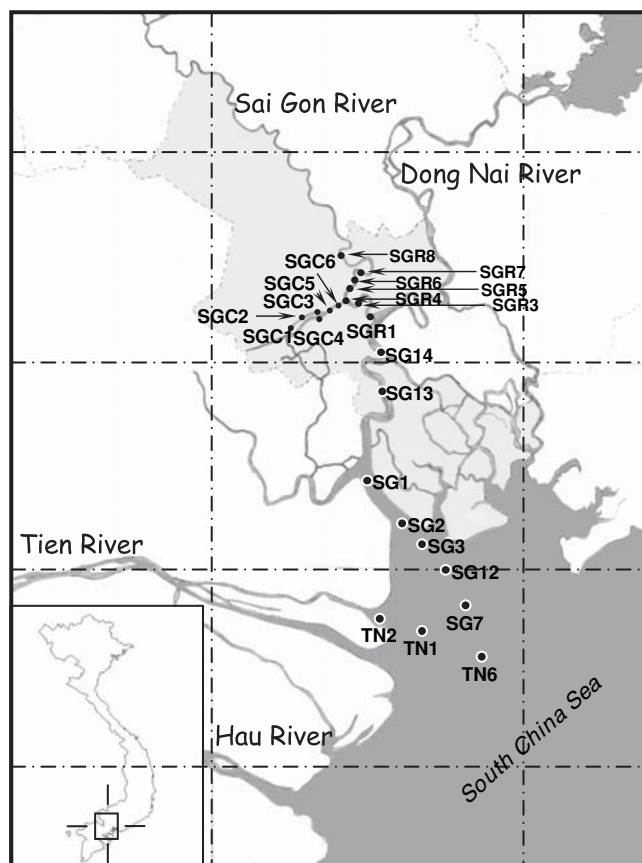 Sai Gon River
Dong Nai River
SGR8
SGC6
SGR7
SGC5
SGR6
SGR5
SGC3
SGR4
SGR3
SGC2
SGC1
SGC4
SGR1
SG14
SG13
SG1
SG2
Tien River
SG3
SG12
SG7
TN2
TN1
TN6
Hau River
South China Sea